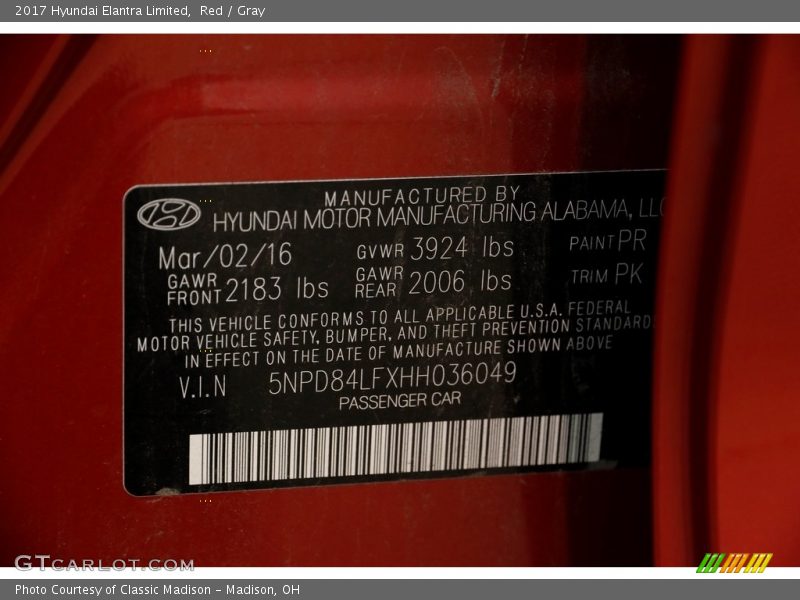 2017 Hyundai Elantra Limited,  Red / Gray
MANUFACTURED BY
HYUNDAI MOTOR MANUFACTURING ALABAMA, LLC
Mar/02/16 GVWR 3924 lbs PAINT PR
GAWR FRONT 2183 lbs GAWR REAR 2006 lbs TRIM PK
THIS VEHICLE CONFORMS TO ALL APPLICABLE U.S.A. FEDERAL
MOTOR VEHICLE SAFETY, BUMPER, AND THEFT PREVENTION STANDARD
IN EFFECT ON THE DATE OF MANUFACTURE SHOWN ABOVE
V.I.N 5NPD84LFXHH036049
PASSENGER CAR
GTCARLOT.COM
Photo Courtesy of Classic Madison - Madison, OH